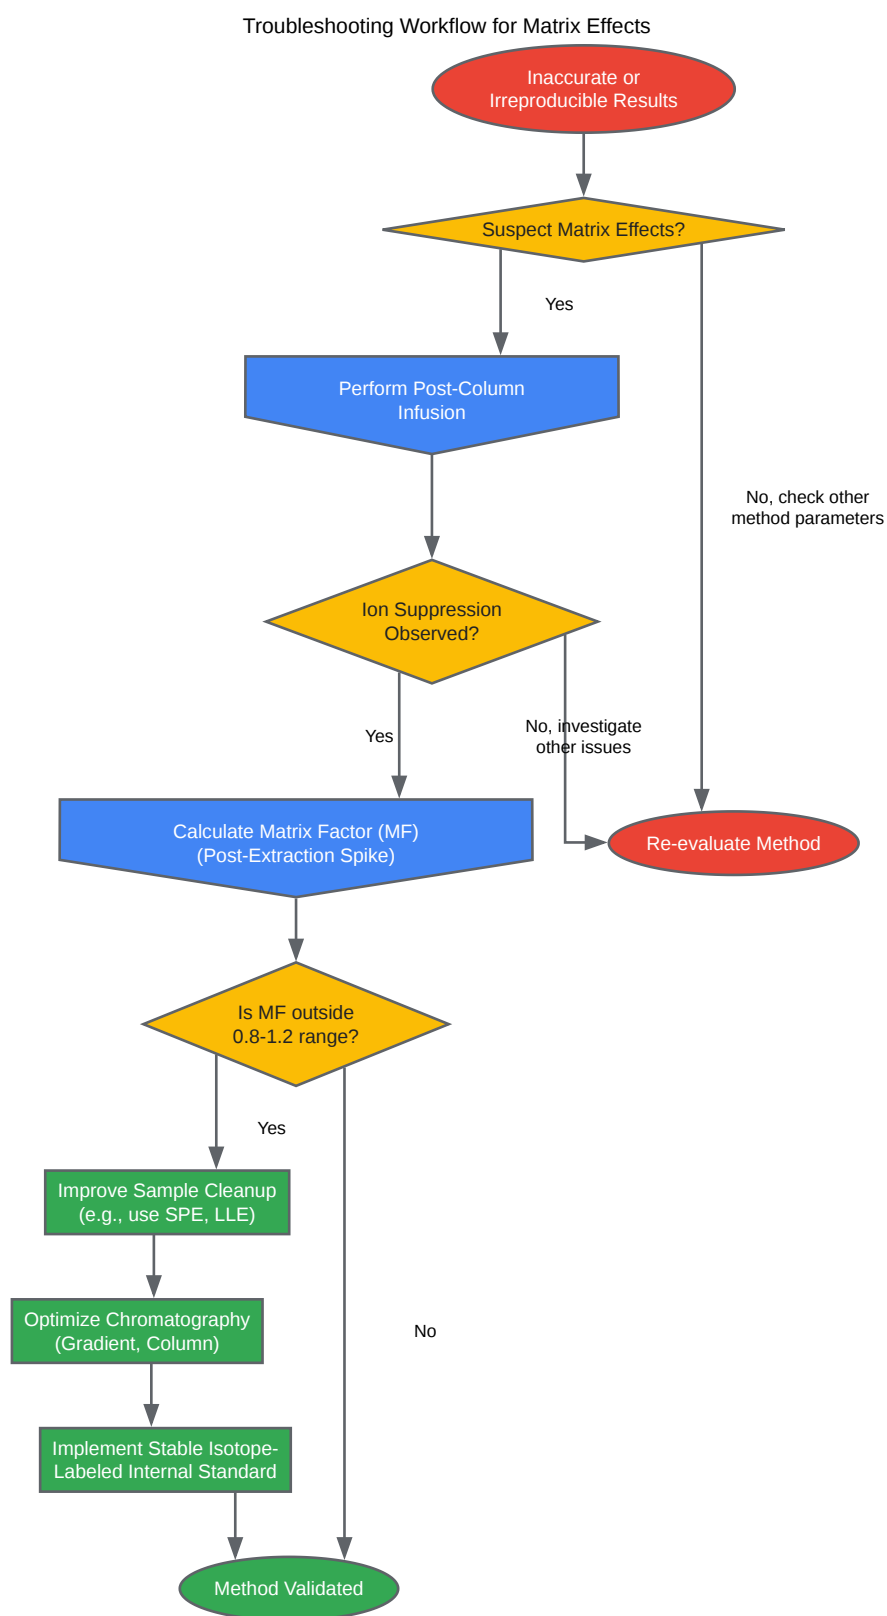 Troubleshooting Workflow for Matrix Effects
Inaccurate or
Irreproducible Results
Suspect Matrix Effects?
Yes
Perform Post-Column
Infusion
No, check other
method parameters
Ion Suppression
Observed?
Yes
No, investigate
other issues
Calculate Matrix Factor (MF)
(Post-Extraction Spike)
Re-evaluate Method
Is MF outside
0.8-1.2 range?
Yes
Improve Sample Cleanup
(e.g., use SPE, LLE)
Optimize Chromatography
(Gradient, Column)
No
Implement Stable Isotope-
Labeled Internal Standard
Method Validated